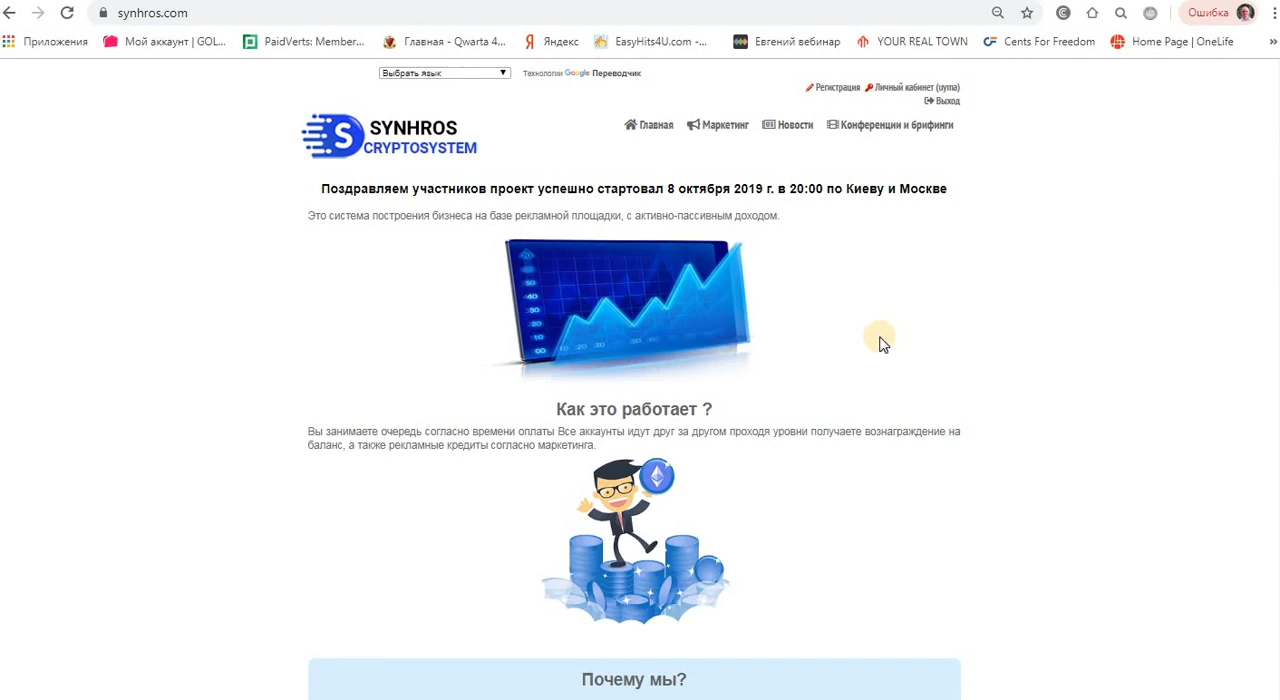 synhros.com
Ошибка
Приложения
Мой аккаунт | GOL...
PaidVerts: Member...
Главная - Qwarta 4...
Яндекс
EasyHits4U.com -...
Евгений вебинар
YOUR REAL TOWN
Cents For Freedom
Home Page | OneLife
»
Выбрать язык
Технологии Google Переводчик
Регистрация Личный кабинет (uyma)
Выход
SYNHROS
CRYPTOSYSTEM
Главная Маркетинг Новости Конференции и брифинги
Поздравляем участников проект успешно стартовал 8 октября 2019 г. в 20:00 по Киеву и Москве
Это система построения бизнеса на базе рекламной площадки, с активно-пассивным доходом.
Как это работает ?
Вы занимаете очередь согласно времени оплаты Все аккаунты идут друг за другом проходя уровни получаете вознаграждение на
баланс, а также рекламные кредиты согласно маркетинга.
Почему мы?